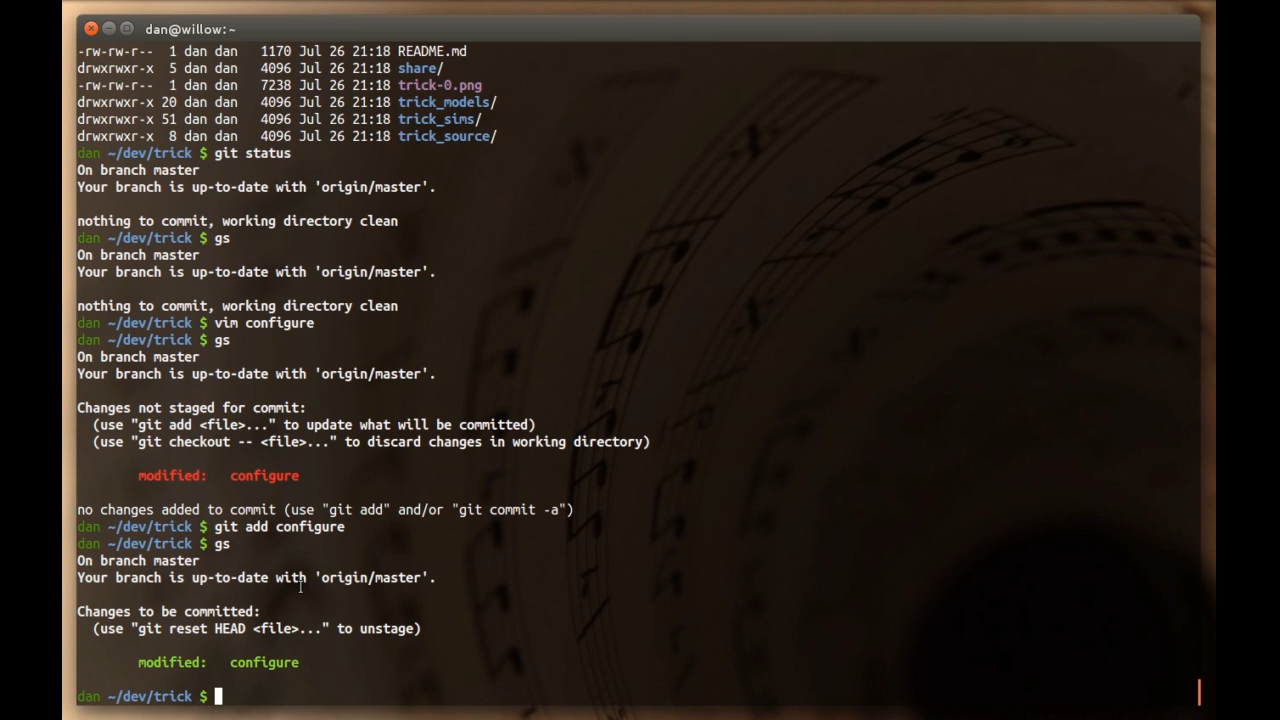 dan@willow: ~
-rw-rw-r-- 1 dan dan 1170 Jul 26 21:18 README.md
drwxrwxr-x 5 dan dan 4096 Jul 26 21:18 share/
-rw-rw-r-- 1 dan dan 7238 Jul 26 21:18 trick-0.png
drwxrwxr-x 20 dan dan 4096 Jul 26 21:18 trick_models/
drwxrwxr-x 51 dan dan 4096 Jul 26 21:18 trick_sims/
drwxrwxr-x 8 dan dan 4096 Jul 26 21:18 trick_source/
dan ~/dev/trick $ git status
On branch master
Your branch is up-to-date with 'origin/master'.
nothing to commit, working directory clean
dan ~/dev/trick $ gs
On branch master
Your branch is up-to-date with 'origin/master'.
nothing to commit, working directory clean
dan ~/dev/trick $ vim configure
dan ~/dev/trick $ gs
On branch master
Your branch is up-to-date with 'origin/master'.
Changes not staged for commit:
(use "git add <file>..." to update what will be committed)
(use "git checkout -- <file>..." to discard changes in working directory)
modified: configure
no changes added to commit (use "git add" and/or "git commit -a")
dan ~/dev/trick $ git add configure
dan ~/dev/trick $ gs
On branch master
Your branch is up-to-date with 'origin/master'.
Changes to be committed:
(use "git reset HEAD <file>..." to unstage)
modified: configure
dan ~/dev/trick $